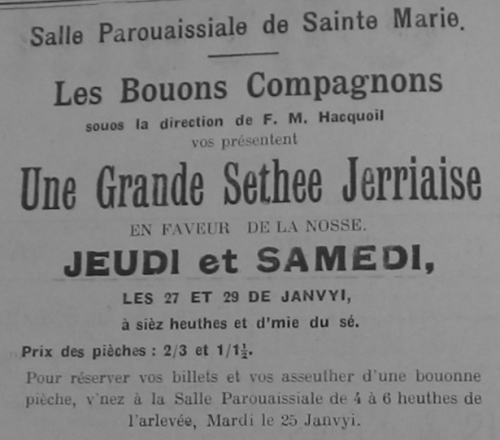 Salle Parouaissiale de Sainte Marie.
Les Bouons Compagnons
souos la direction de F. M. Hacquoil
vos présentent
Une Grande Sethee Jerriaise
EN FAVEUR DE LA NOSSE.
JEUDI et SAMEDI,
LES 27 ET 29 DE JANVYI,
à sièz heuthes et d'mie du sé.
Prix des pièches : 2/3 et 1/1½.
Pour réserver vos billets et vos asseuther d'une bouonne
pièche, v'nez à la Salle Parouaissiale de 4 à 6 heuthes de
l'arlevée, Mardi le 25 Janvyi.